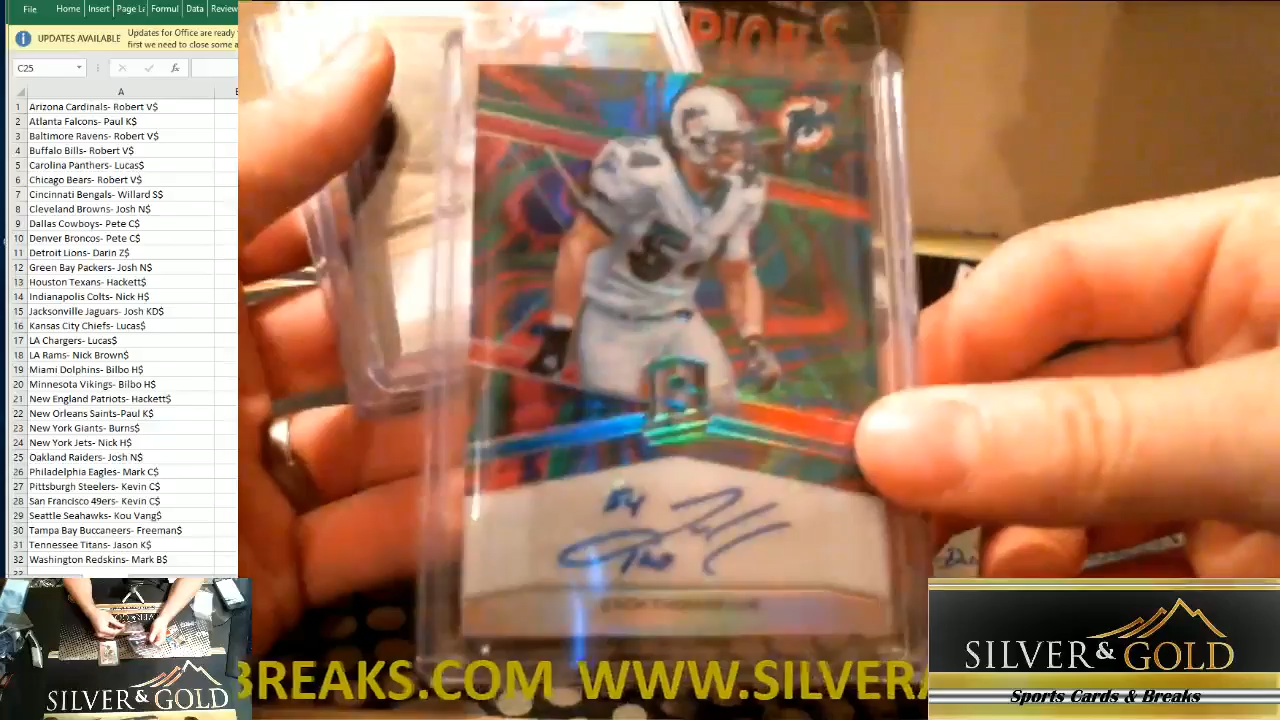 File Home Insert Page La Formul Data Review
UPDATES AVAILABLE Updates for Office are ready
first we need to close some a
C25 fx
A
1 Arizona Cardinals- Robert V$
2 Atlanta Falcons- Paul K$
3 Baltimore Ravens- Robert V$
4 Buffalo Bills- Robert V$
5 Carolina Panthers- Lucas$
6 Chicago Bears- Robert V$
7 Cincinnati Bengals- Willard S$
8 Cleveland Browns- Josh N$
9 Dallas Cowboys- Pete C$
10 Denver Broncos- Pete C$
11 Detroit Lions- Darin Z$
12 Green Bay Packers- Josh N$
13 Houston Texans- Hackett$
14 Indianapolis Colts- Nick H$
15 Jacksonville Jaguars- Josh KD$
16 Kansas City Chiefs- Lucas$
17 LA Chargers- Lucas$
18 LA Rams- Nick Brown$
19 Miami Dolphins- Bilbo H$
20 Minnesota Vikings- Bilbo H$
21 New England Patriots- Hackett$
22 New Orleans Saints-Paul K$
23 New York Giants- Burns$
24 New York Jets- Nick H$
25 Oakland Raiders- Josh N$
26 Philadelphia Eagles- Mark C$
27 Pittsburgh Steelers- Kevin C$
28 San Francisco 49ers- Kevin C$
29 Seattle Seahawks- Kou Vang$
30 Tampa Bay Buccaneers- Freeman$
31 Tennessee Titans- Jason K$
32 Washington Redskins- Mark B$
PIONS
54
BREAKS.COM WWW.SILVER
SILVER & GOLD
SILVER & GOLD
Sports Cards & Breaks